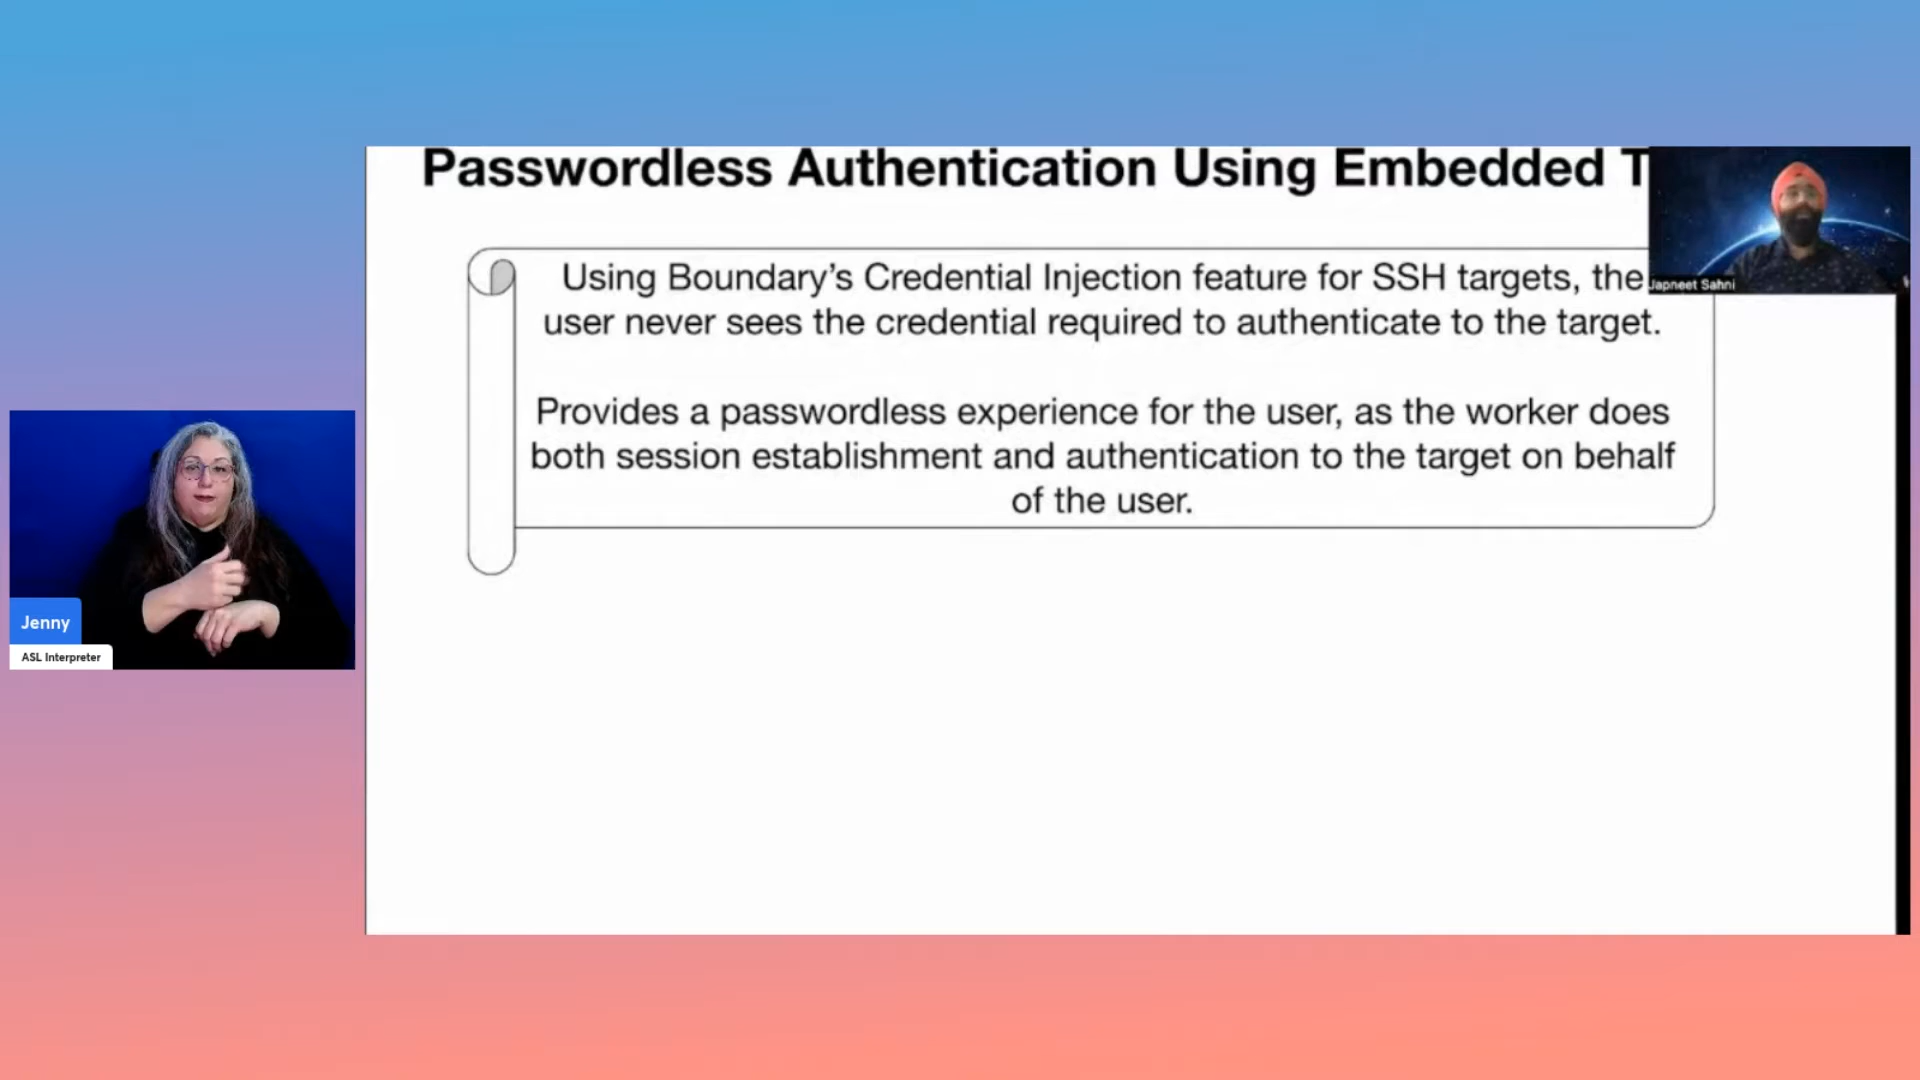 Passwordless Authentication Using Embedded T
Japneet Sahni
Using Boundary’s Credential Injection feature for SSH targets, the
user never sees the credential required to authenticate to the target.
Provides a passwordless experience for the user, as the worker does
both session establishment and authentication to the target on behalf
of the user.
Jenny
ASL Interpreter